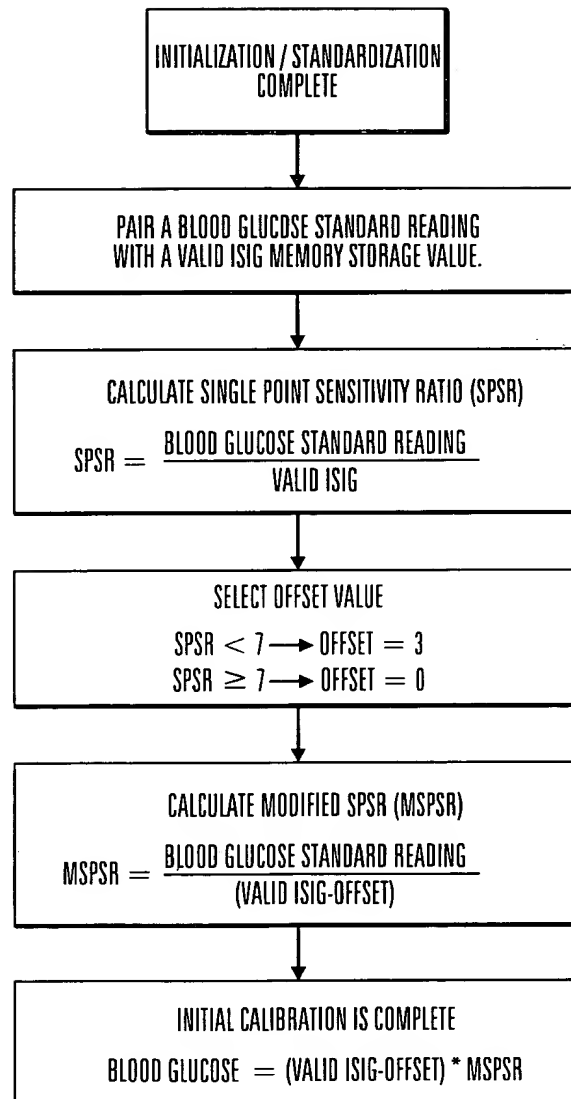 INITIALIZATION / STANDARDIZATION
COMPLETE
PAIR A BLOOD GLUCOSE STANDARD READING
WITH A VALID ISIG MEMORY STORAGE VALUE.
CALCULATE SINGLE POINT SENSITIVITY RATIO (SPSR)
SPSR = BLOOD GLUCOSE STANDARD READING
VALID ISIG
SELECT OFFSET VALUE
SPSR < 7 → OFFSET = 3
SPSR ≥ 7 → OFFSET = 0
CALCULATE MODIFIED SPSR (MSPSR)
MSPSR = BLOOD GLUCOSE STANDARD READING
(VALID ISIG-OFFSET)
INITIAL CALIBRATION IS COMPLETE
BLOOD GLUCOSE = (VALID ISIG-OFFSET) * MSPSR